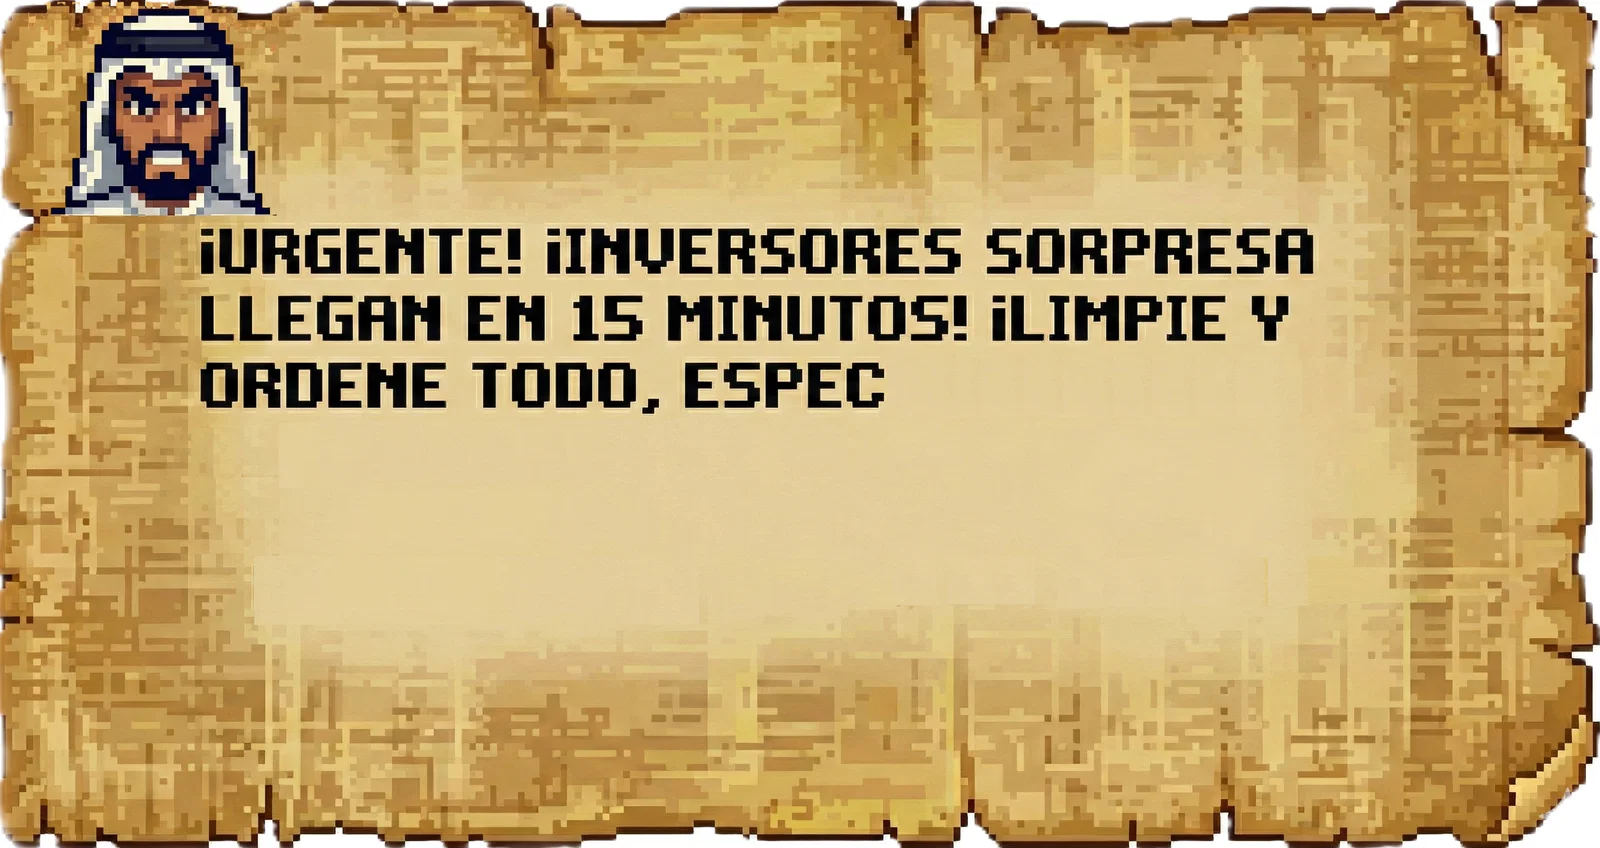 ¡URGENTE! ¡INVERSORES SORPRESA
LLEGAN EN 15 MINUTOS! ¡LIMPIE Y
ORDENE TODO, ESPEC